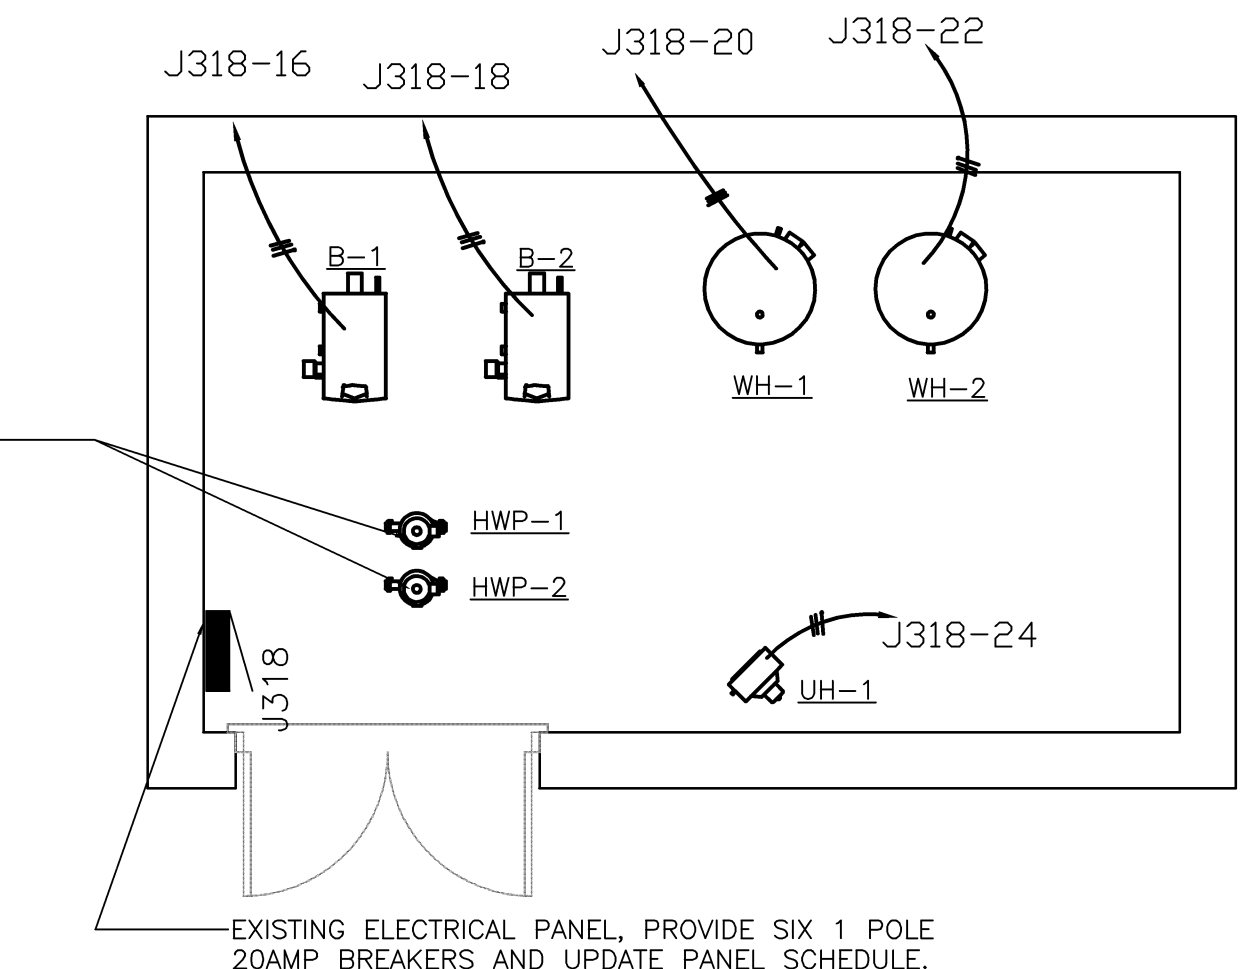 J318-16
J318-18
J318-20
J318-22
B-1
B-2
WH-1
WH-2
HWP-1
HWP-2
J318
J318-24
UH-1
EXISTING ELECTRICAL PANEL, PROVIDE SIX 1 POLE
20AMP BREAKERS AND UPDATE PANEL SCHEDULE.